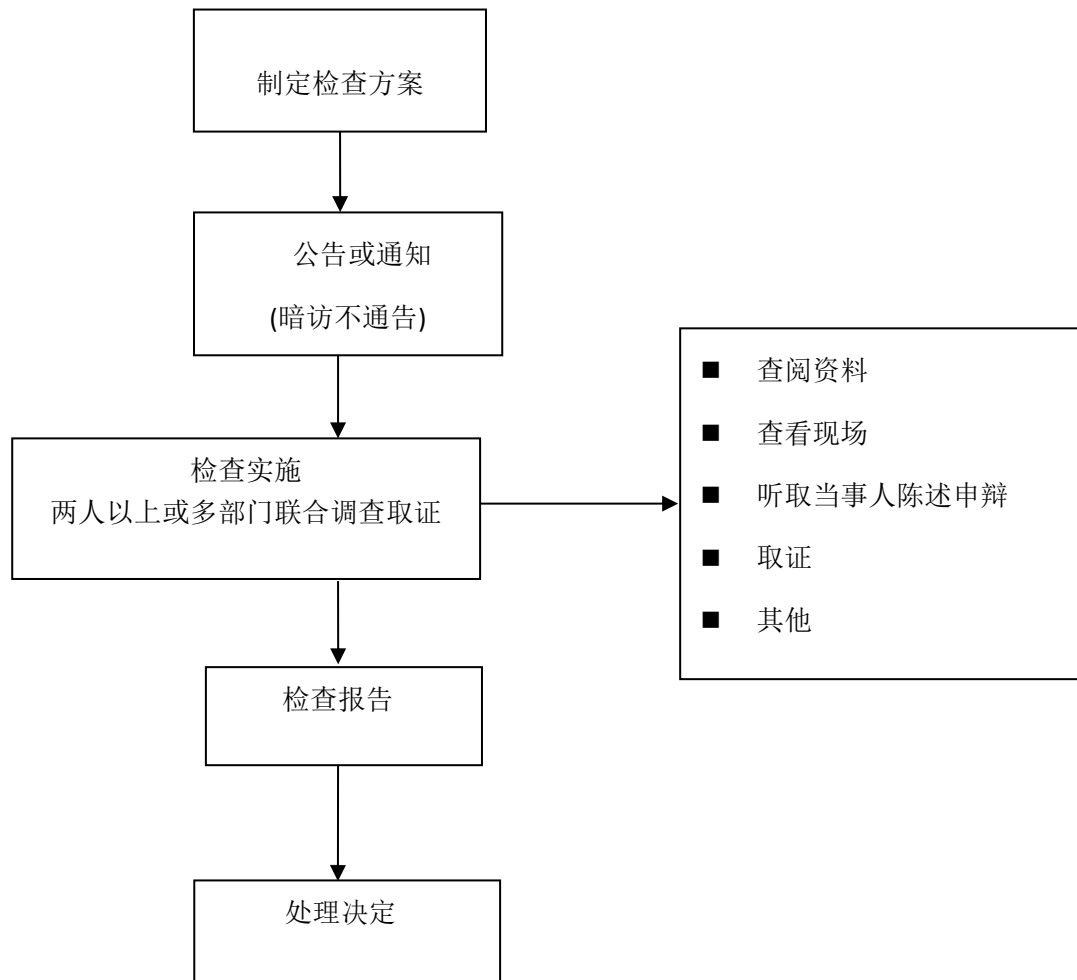 制定检查方案
公告或通知
(暗访不通告)
检查实施
两人以上或多部门联合调查取证
■ 查阅资料
■ 查看现场
■ 听取当事人陈述申辩
■ 取证
■ 其他
检查报告
处理决定